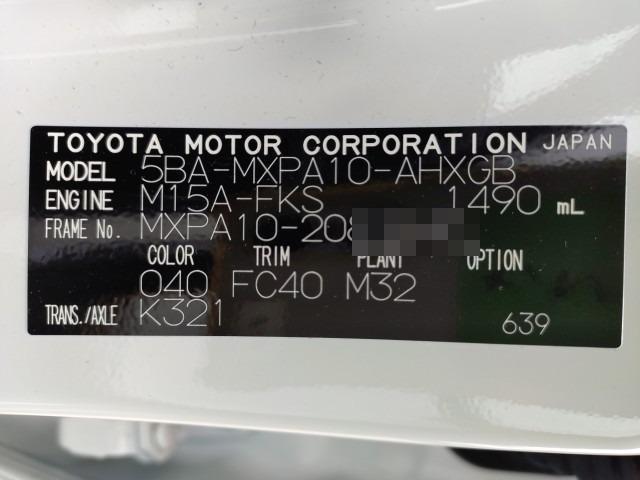 TOYOTA MOTOR CORPORATION JAPAN
MODEL 5BA-MXPA10-AHXGB
ENGINE M15A-FKS 1490 mL
FRAME No. MXPA10-208
COLOR TRIM PLANT OPTION
040 FC40 M32
TRANS./AXLE K321 639